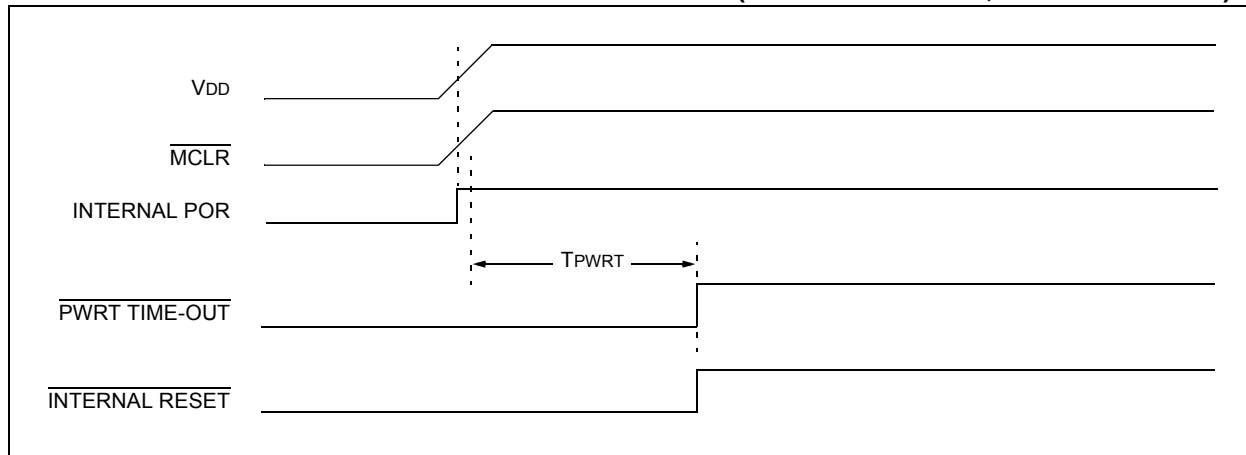 VDD
MCLR
INTERNAL POR
TPWRT
PWRT TIME-OUT
INTERNAL RESET